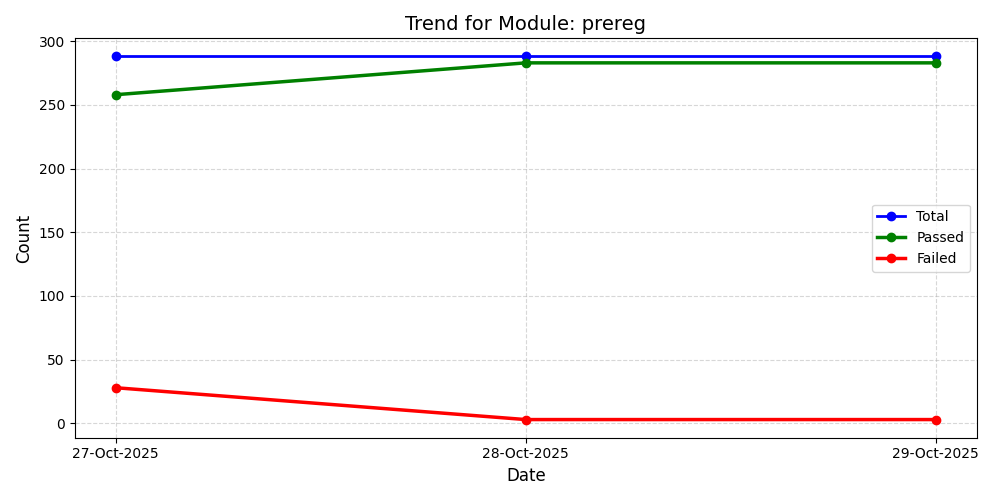 Trend for Module: prereg
300
250
200
150
100
50
0
Count
Total
Passed
Failed
27-Oct-2025
28-Oct-2025
29-Oct-2025
Date